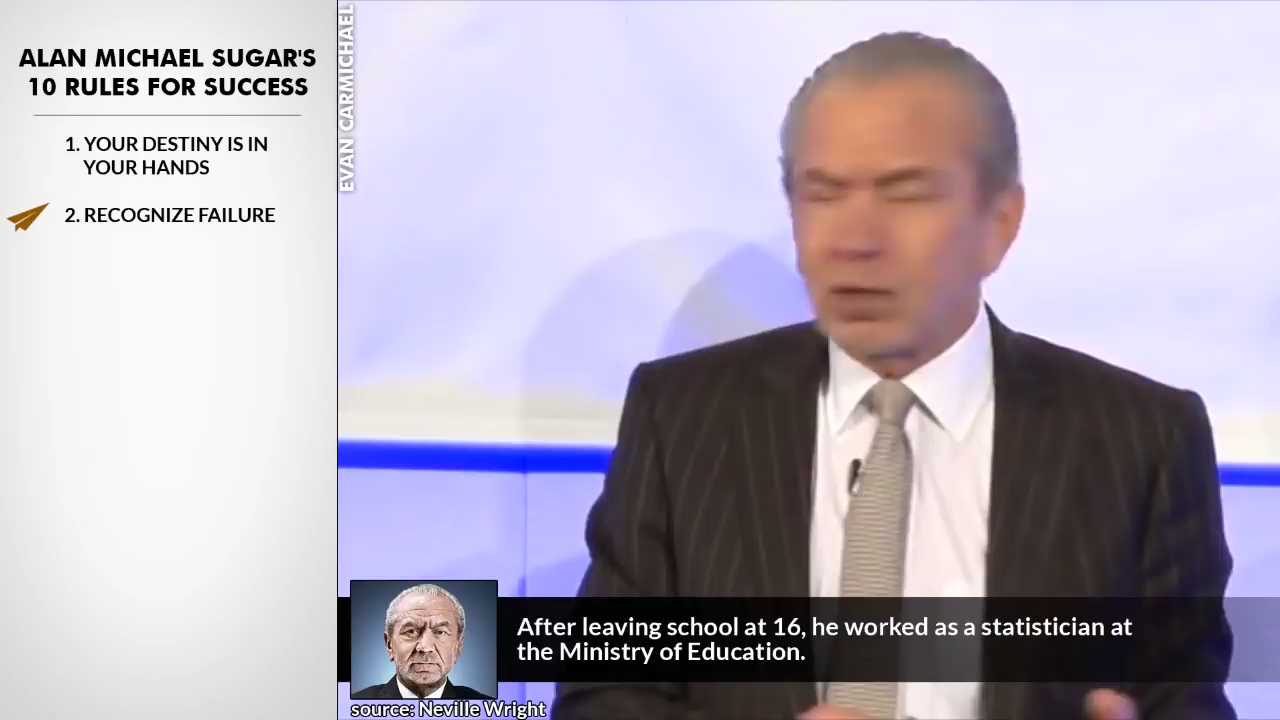 ALAN MICHAEL SUGAR'S
10 RULES FOR SUCCESS
1. YOUR DESTINY IS IN
YOUR HANDS
2. RECOGNIZE FAILURE
EVAN CARMICHAEL
After leaving school at 16, he worked as a statistician at
the Ministry of Education.
source: Neville Wright